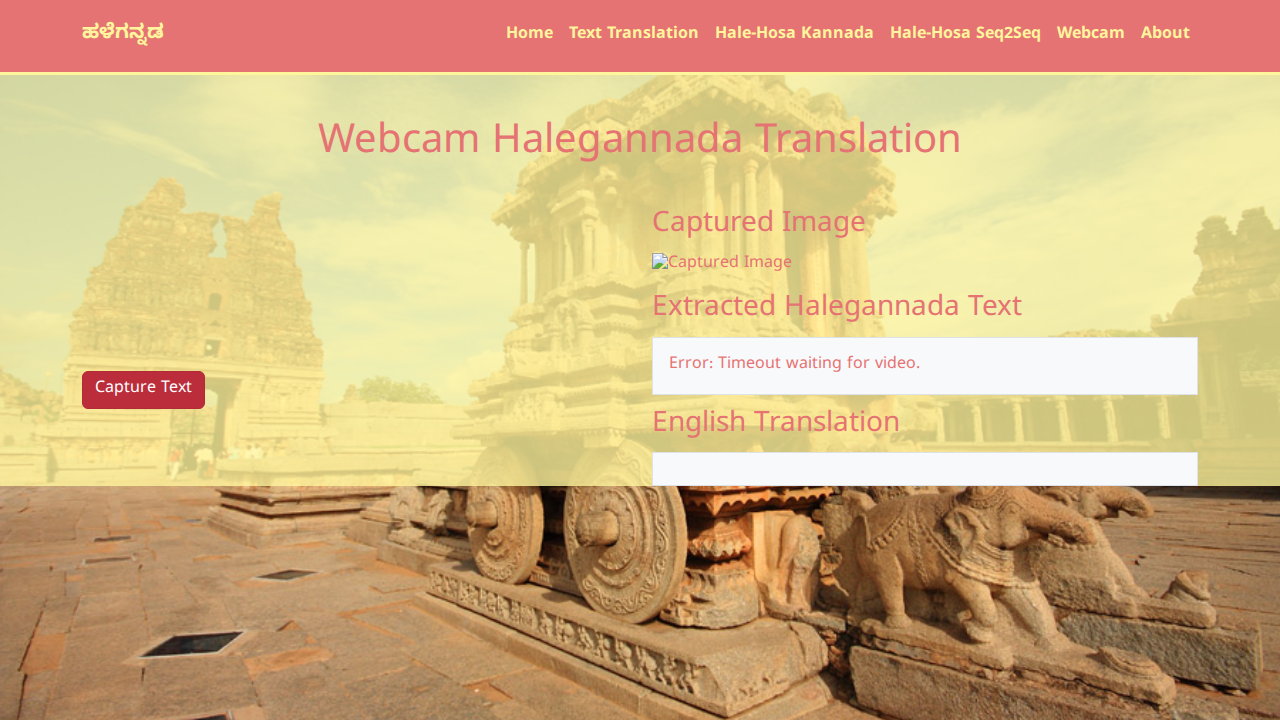 ಹಳೆಗನ್ನಡ
Home Text Translation Hale-Hosa Kannada Hale-Hosa Seq2Seq Webcam About
Webcam Halegannada Translation
Captured Image
Captured Image
Extracted Halegannada Text
Error: Timeout waiting for video.
Capture Text
English Translation